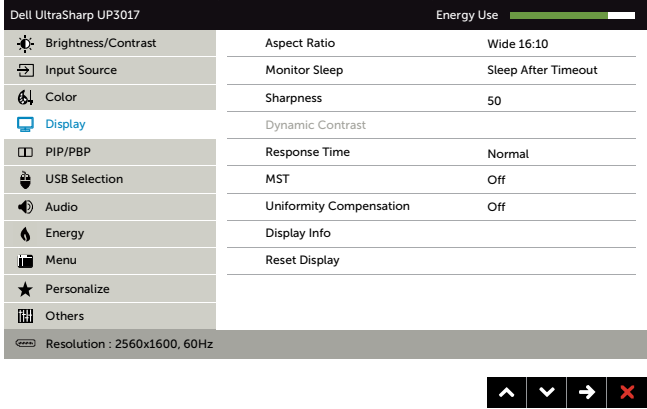 Dell UltraSharp UP3017 Energy Use
Brightness/Contrast Aspect Ratio Wide 16:10
Input Source Monitor Sleep Sleep After Timeout
Color Sharpness 50
Display Dynamic Contrast
PIP/PBP Response Time Normal
USB Selection MST Off
Audio Uniformity Compensation Off
Energy Display Info
Menu Reset Display
Personalize
Others
Resolution : 2560x1600, 60Hz